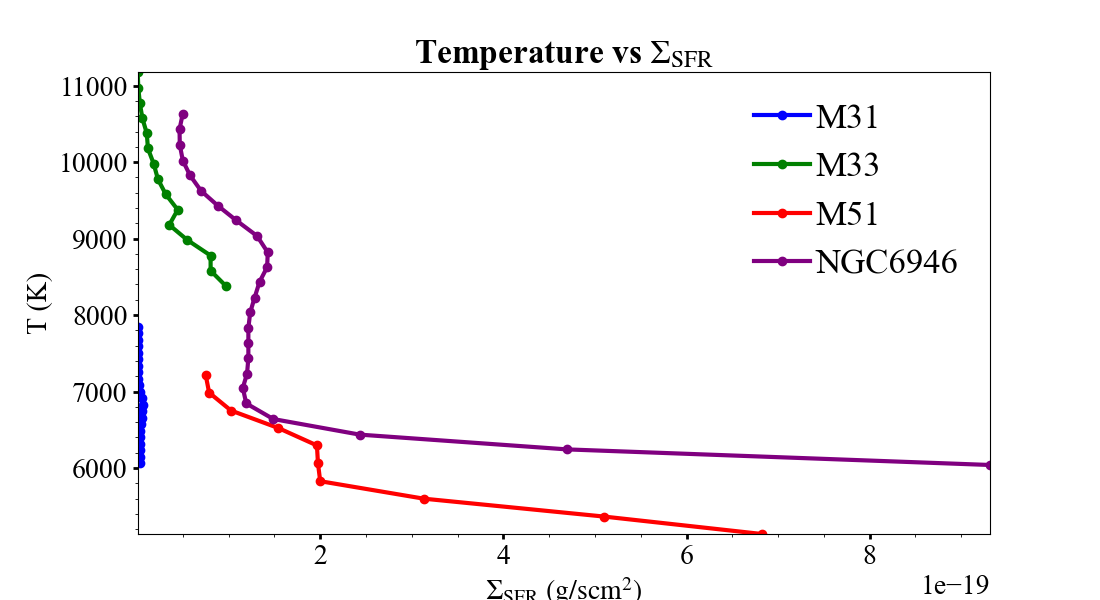 Temperature vs Σ_SFR
11000
10000
9000
8000
7000
6000
T (K)
M31
M33
M51
NGC6946
2 4 6 8
1e−19
Σ_SFR (g/scm²)